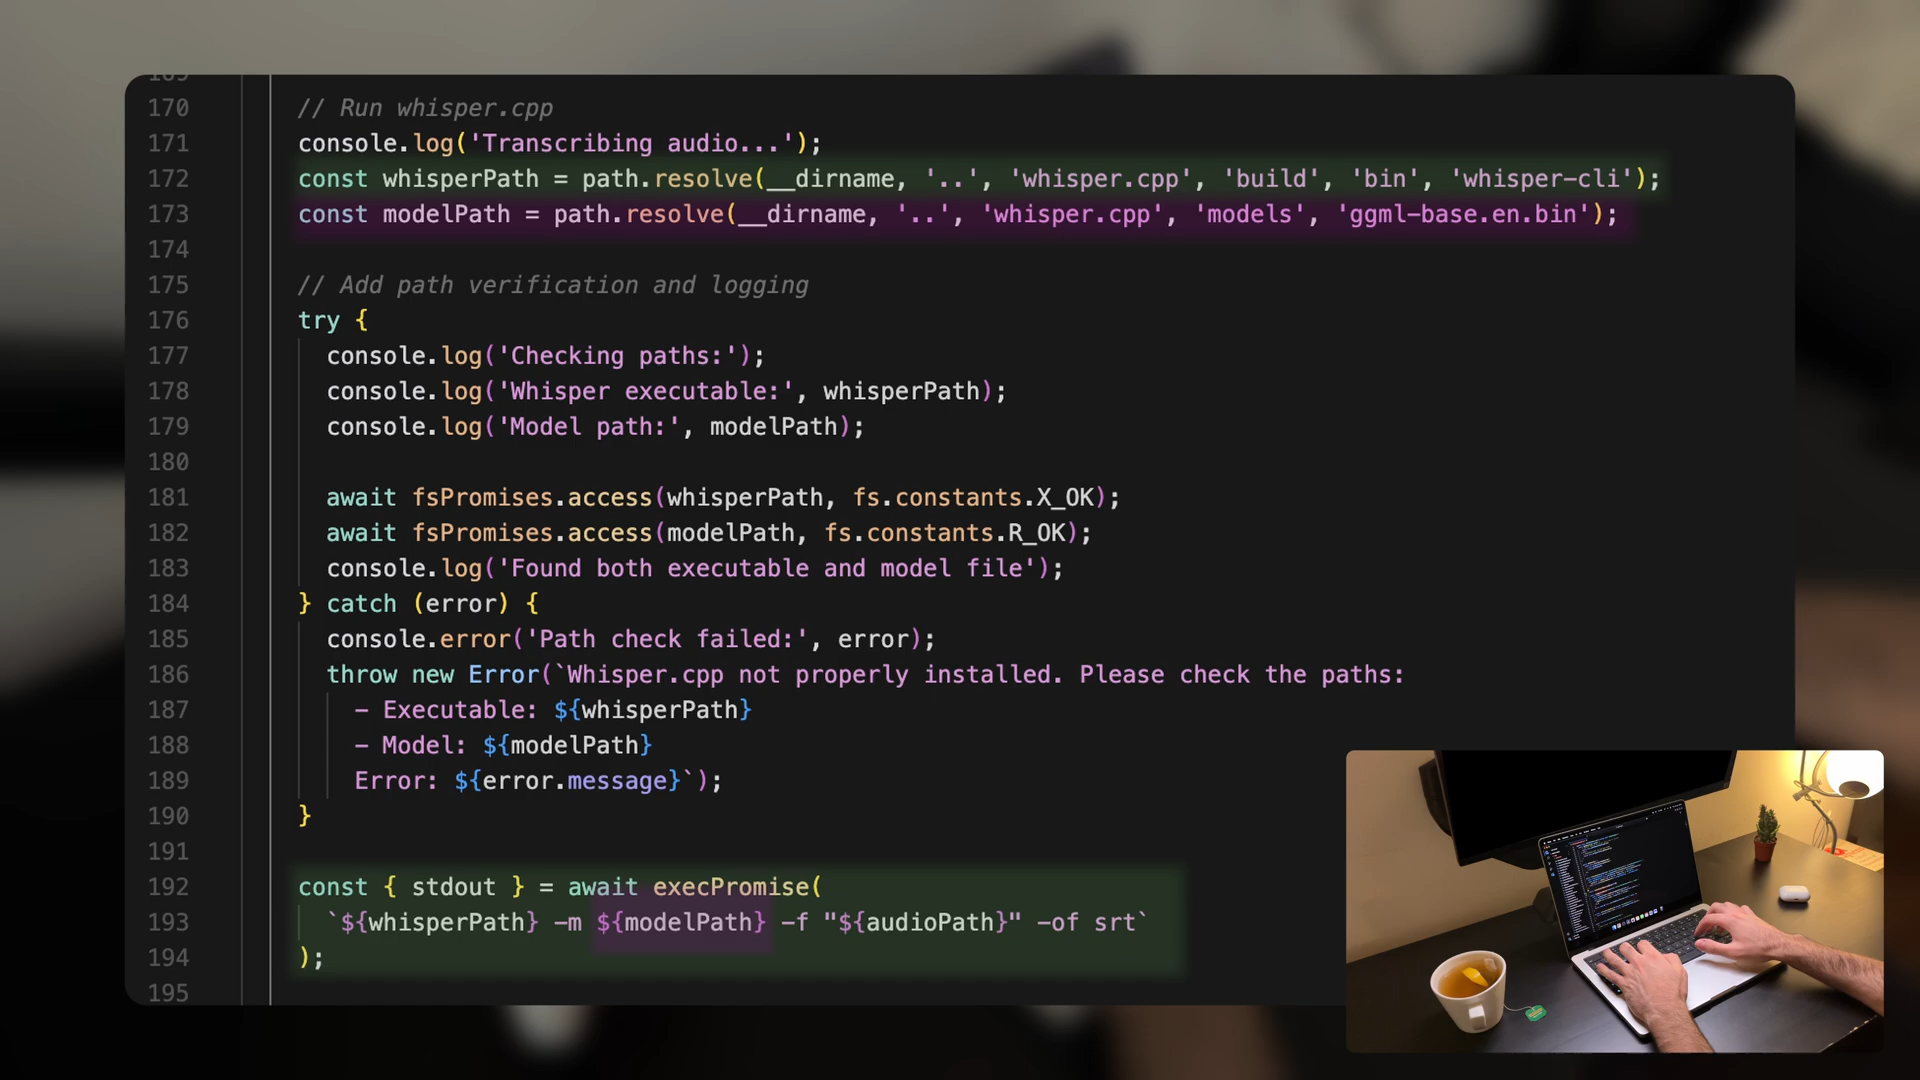 170 // Run whisper.cpp
171 console.log('Transcribing audio...');
172 const whisperPath = path.resolve(__dirname, '..', 'whisper.cpp', 'build', 'bin', 'whisper-cli');
173 const modelPath = path.resolve(__dirname, '..', 'whisper.cpp', 'models', 'ggml-base.en.bin');
174
175 // Add path verification and logging
176 try {
177 console.log('Checking paths:');
178 console.log('Whisper executable:', whisperPath);
179 console.log('Model path:', modelPath);
180
181 await fsPromises.access(whisperPath, fs.constants.X_OK);
182 await fsPromises.access(modelPath, fs.constants.R_OK);
183 console.log('Found both executable and model file');
184 } catch (error) {
185 console.error('Path check failed:', error);
186 throw new Error(`Whisper.cpp not properly installed. Please check the paths:
187 – Executable: ${whisperPath}
188 – Model: ${modelPath}
189 Error: ${error.message}`);
190 }
191
192 const { stdout } = await execPromise(
193 `${whisperPath} -m ${modelPath} -f "${audioPath}" -of srt`
194 );
195